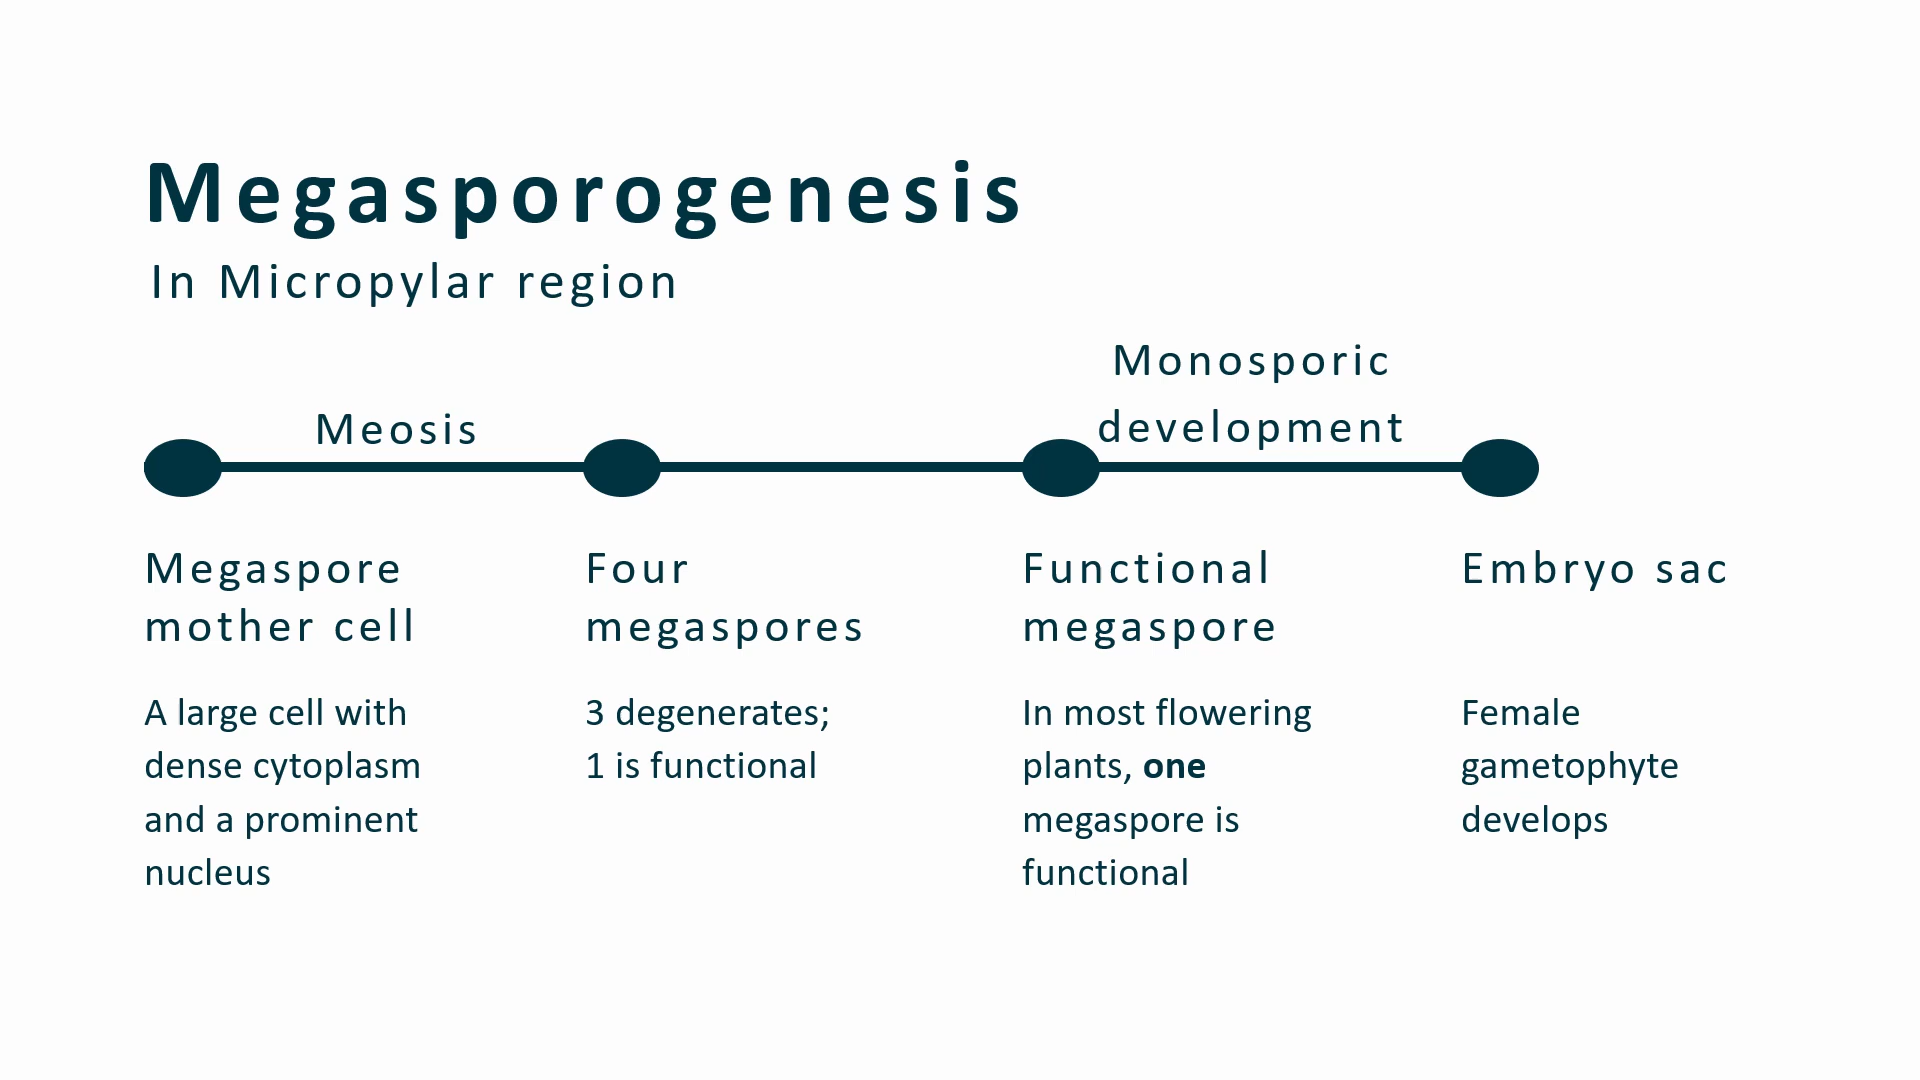 Megasporogenesis
In Micropylar region
Meosis
Monosporic
development
Megaspore
mother cell
A large cell with
dense cytoplasm
and a prominent
nucleus
Four
megaspores
3 degenerates;
1 is functional
Functional
megaspore
In most flowering
plants, one
megaspore is
functional
Embryo sac
Female
gametophyte
develops